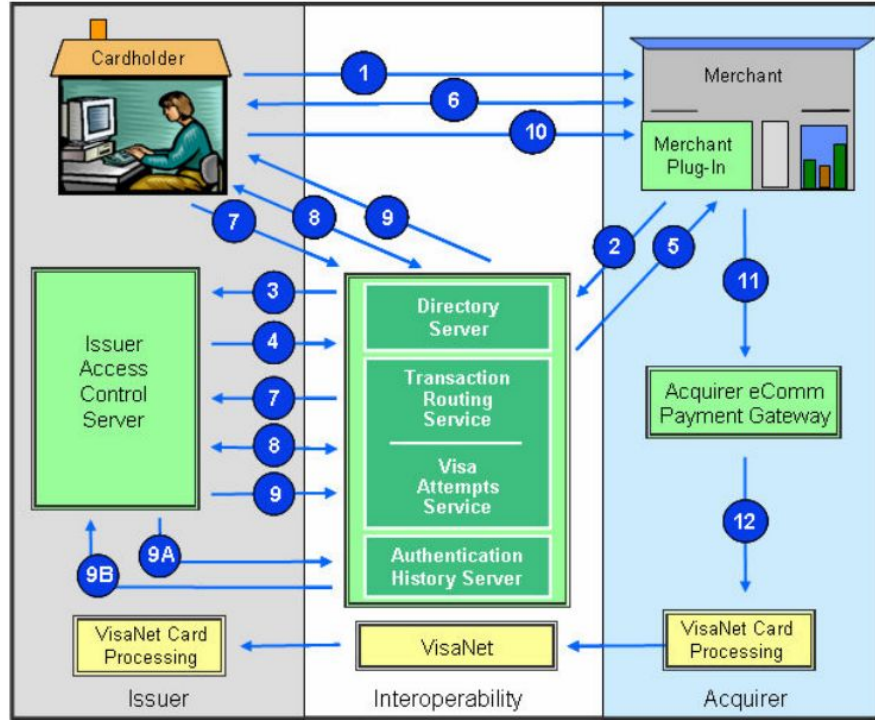 Cardholder
1
Merchant
6
10
Merchant
Plug-In
7
8
9
2
5
3
Directory
Server
11
4
Issuer
Access
Control
Server
Transaction
Routing
Service
7
Acquirer eComm
Payment Gateway
8
Visa
Attempts
Service
9
12
9A
9B
Authentication
History Server
VisaNet Card
Processing
VisaNet
VisaNet Card
Processing
Issuer
Interoperability
Acquirer